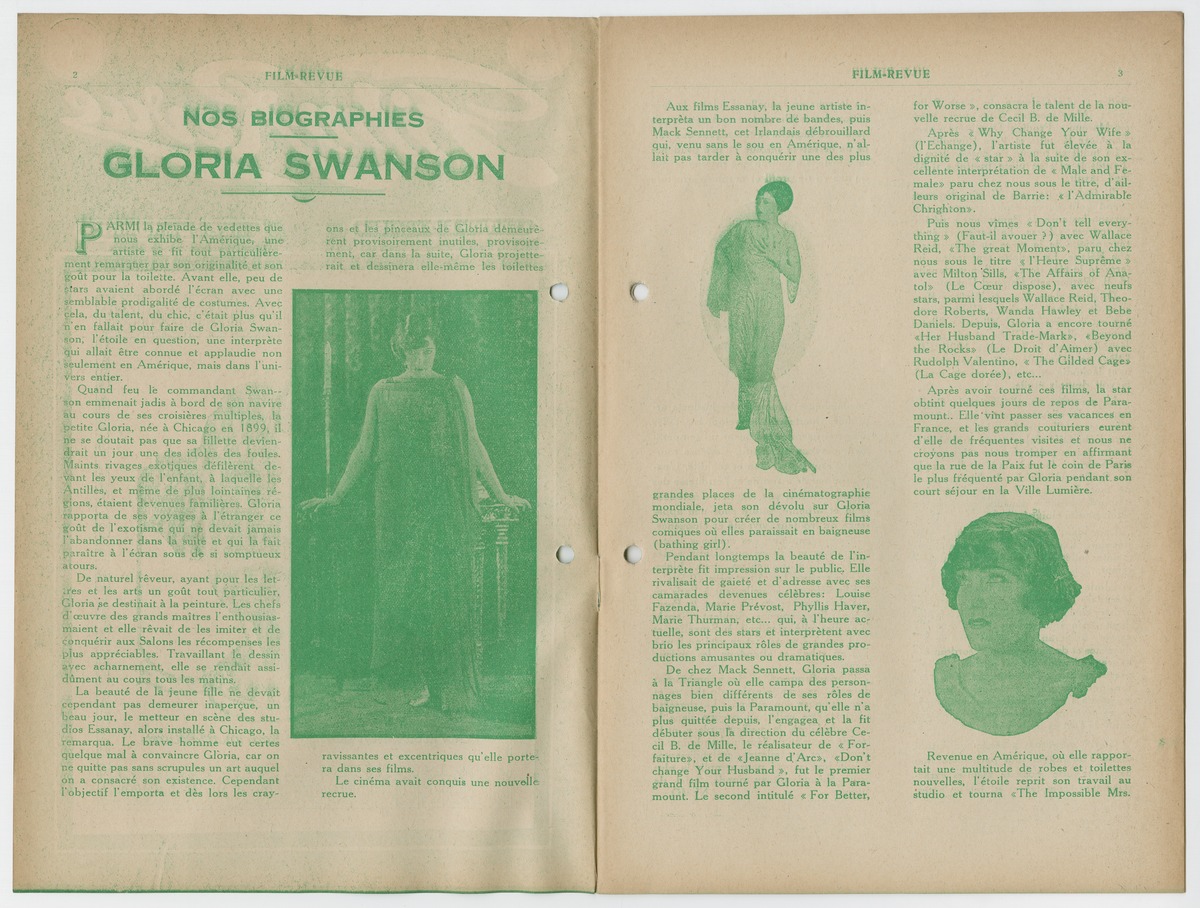 2
FILM-REVUE
NOS BIOGRAPHIES
GLORIA SWANSON
PARMI la pleïade de vedettes que
nous exhibe l'Amérique, une
artiste se fit tout particulière-
ment remarquer par son originalité et son
goût pour la toilette. Avant elle, peu de
stars avaient abordé l'écran avec une
semblable prodigalité de costumes. Avec
cela, du talent, du chic, c'était plus qu'il
n'en fallait pour faire de Gloria Swan-
son, l'étoile en question, une interprète
qui allait être connue et applaudie non
seulement en Amérique, mais dans l'uni-
vers entier.
Quand feu le commandant Swan-
son emmenait jadis à bord de son navire
au cours de ses croisières multiples, la
petite Gloria, née à Chicago en 1899, il
ne se doutait pas que sa fillette devien-
drait un jour une des idoles des foules.
Maints rivages exotiques défilèrent de-
vant les yeux de l'enfant, à laquelle les
Antilles, et même de plus lointaines ré-
gions, étaient devenues familières. Gloria
rapporta de ses voyages à l'étranger ce
goût de l'exotisme qui ne devait jamais
l'abandonner dans la suite et qui la fait
paraître à l'écran sous de si somptueux
atours.
De naturel rêveur, ayant pour les let-
tres et les arts un goût tout particulier,
Gloria se destinait à la peinture. Les chefs
d'œuvre des grands maîtres l'enthousias-
maient et elle rêvait de les imiter et de
conquérir aux Salons les récompenses les
plus appréciables. Travaillant le dessin
avec acharnement, elle se rendait assi-
dûment au cours tous les matins.
La beauté de la jeune fille ne devait
cependant pas demeurer inaperçue, un
beau jour, le metteur en scène des stu-
dios Essanay, alors installé à Chicago, la
remarqua. Le brave homme eut certes
quelque mal à convaincre Gloria, car on
ne quitte pas sans scrupules un art auquel
on a consacré son existence. Cependant
l'objectif l'emporta et dès lors les cray-
ons et les pinceaux de Gloria demeurè-
rent provisoirement inutiles, provisoire-
ment, car dans la suite, Gloria projette-
rait et dessinera elle-même les toilettes
ravissantes et excentriques qu'elle porte-
ra dans ses films.
Le cinéma avait conquis une nouvelle
recrue.
FILM-REVUE
3
Aux films Essanay, la jeune artiste in-
terprèta un bon nombre de bandes, puis
Mack Sennett, cet Irlandais débrouillard
qui, venu sans le sou en Amérique, n'al-
lait pas tarder à conquérir une des plus
grandes places de la cinématographie
mondiale, jeta son dévolu sur Gloria
Swanson pour créer de nombreux films
comiques où elles paraissait en baigneuse
(bathing girl).
Pendant longtemps la beauté de l'in-
terprète fit impression sur le public. Elle
rivalisait de gaieté et d'adresse avec ses
camarades devenues célèbres: Louise
Fazenda, Marie Prévost, Phyllis Haver,
Marie Thurman, etc... qui, à l'heure ac-
tuelle, sont des stars et interprètent avec
brio les principaux rôles de grandes pro-
ductions amusantes ou dramatiques.
De chez Mack Sennett, Gloria passa
à la Triangle où elle campa des person-
nages bien différents de ses rôles de
baigneuse, puis la Paramount, qu'elle n'a
plus quittée depuis, l'engagea et la fit
débuter sous la direction du célèbre Ce-
cil B. de Mille, le réalisateur de « For-
faiture», et de «Jeanne d'Arc», «Don't
change Your Husband », fut le premier
grand film tourné par Gloria à la Para-
mount. Le second intitulé « For Better,
for Worse », consacra le talent de la nou-
velle recrue de Cecil B. de Mille.
Après « Why Change Your Wife »
(l'Echange), l'artiste fut élevée à la
dignité de « star » à la suite de son ex-
cellente interprétation de « Male and Fe-
male» paru chez nous sous le titre, d'ail-
leurs original de Barrie: « l'Admirable
Chrighton».
Puis nous vîmes « Don't tell every-
thing » (Faut-il avouer ?) avec Wallace
Reid, «The great Moment», paru chez
nous sous le titre « l'Heure Suprême »
avec Milton Sills, «The Affairs of Ana-
tol» (Le Cœur dispose), avec neufs
stars, parmi lesquels Wallace Reid, Theo-
dore Roberts, Wanda Hawley et Bebe
Daniels. Depuis, Gloria a encore tourné
«Her Husband Trade-Mark», «Beyond
the Rocks» (Le Droit d'Aimer) avec
Rudolph Valentino, « The Gilded Cage»
(La Cage dorée), etc...
Après avoir tourné ces films, la star
obtint quelques jours de repos de Para-
mount.. Elle vint passer ses vacances en
France, et les grands couturiers eurent
d'elle de fréquentes visites et nous ne
croyons pas nous tromper en affirmant
que la rue de la Paix fut le coin de Paris
le plus fréquenté par Gloria pendant son
court séjour en la Ville Lumière.
Revenue en Amérique, où elle rappor-
tait une multitude de robes et toilettes
nouvelles, l'étoile reprit son travail au
studio et tourna «The Impossible Mrs.